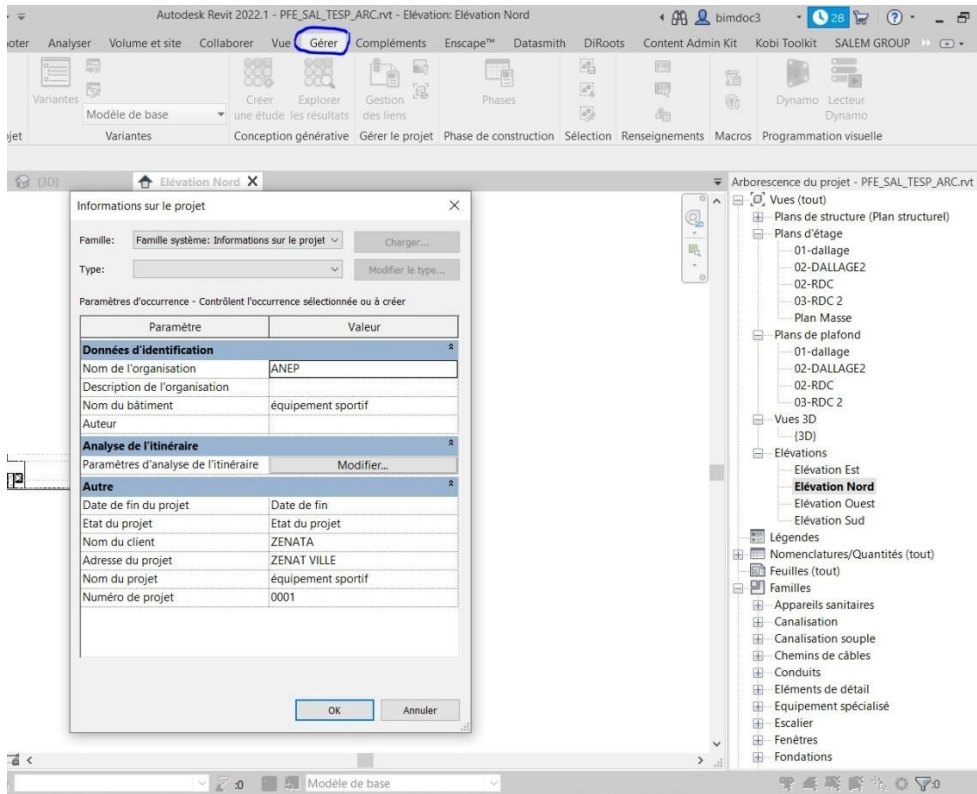 Autodesk Revit 2022.1 - PFE_SAL_TESP_ARC.rvt - Elévation: Elévation Nord
bimdoc3
28
oter Analyser Volume et site Collaborer Vue Gérer Compléments Enscape™ Datasmith DiRoots Content Admin Kit Kobi Toolkit SALEM GROUP
Variantes
Modèle de base
Créer une étude
Explorer les résultats
Gestion des liens
Phases
Dynamo
Lecteur Dynamo
jet Variantes Conception générative Gérer le projet Phase de construction Sélection Renseignements Macros Programmation visuelle
{3D}
Elévation Nord
Informations sur le projet
Famille: Famille système: Informations sur le projet Charger...
Type: Modifier le type...
Paramètres d'occurrence - Contrôlent l'occurrence sélectionnée ou à créer
Paramètre Valeur
Données d'identification
Nom de l'organisation ANEP
Description de l'organisation
Nom du bâtiment équipement sportif
Auteur
Analyse de l'itinéraire
Paramètres d'analyse de l'itinéraire Modifier...
Autre
Date de fin du projet Date de fin
Etat du projet Etat du projet
Nom du client ZENATA
Adresse du projet ZENAT VILLE
Nom du projet équipement sportif
Numéro de projet 0001
OK Annuler
2D
Arborescence du projet - PFE_SAL_TESP_ARC.rvt
Vues (tout)
Plans de structure (Plan structurel)
Plans d'étage
01-dallage
02-DALLAGE2
02-RDC
03-RDC 2
Plan Masse
Plans de plafond
01-dallage
02-DALLAGE2
02-RDC
03-RDC 2
Vues 3D
{3D}
Elévations
Elévation Est
Elévation Nord
Elévation Ouest
Elévation Sud
Légendes
Nomenclatures/Quantités (tout)
Feuilles (tout)
Familles
Appareils sanitaires
Canalisation
Canalisation souple
Chemins de câbles
Conduits
Eléments de détail
Equipement spécialisé
Escalier
Fenêtres
Fondations
:0 Modèle de base :0